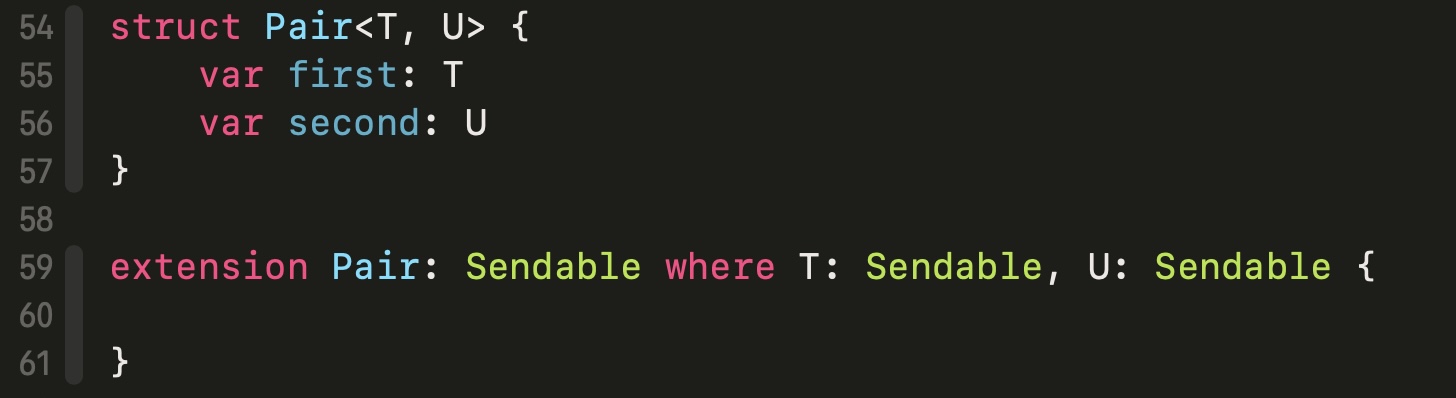 54 struct Pair<T, U> {
55     var first: T
56     var second: U
57 }
58
59 extension Pair: Sendable where T: Sendable, U: Sendable {
60
61 }